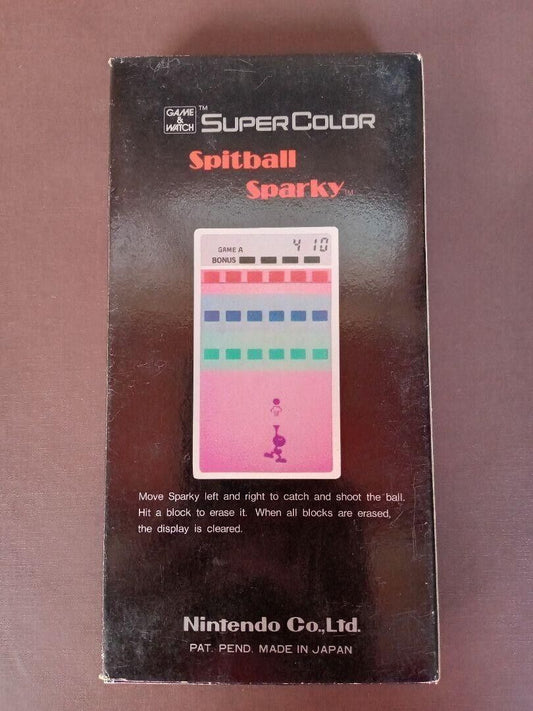 GAME & WATCH ™ SUPER COLOR
Spitball
Sparky™
GAME A 410
BONUS
Move Sparky left and right to catch and shoot the ball.
Hit a block to erase it. When all blocks are erased,
the display is cleared.
Nintendo Co.,Ltd.
PAT. PEND. MADE IN JAPAN